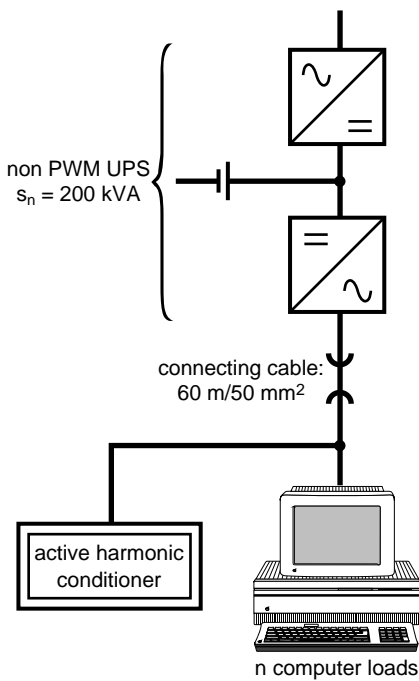 non PWM UPS
sₙ = 200 kVA
connecting cable:
60 m/50 mm²
active harmonic
conditioner
n computer loads